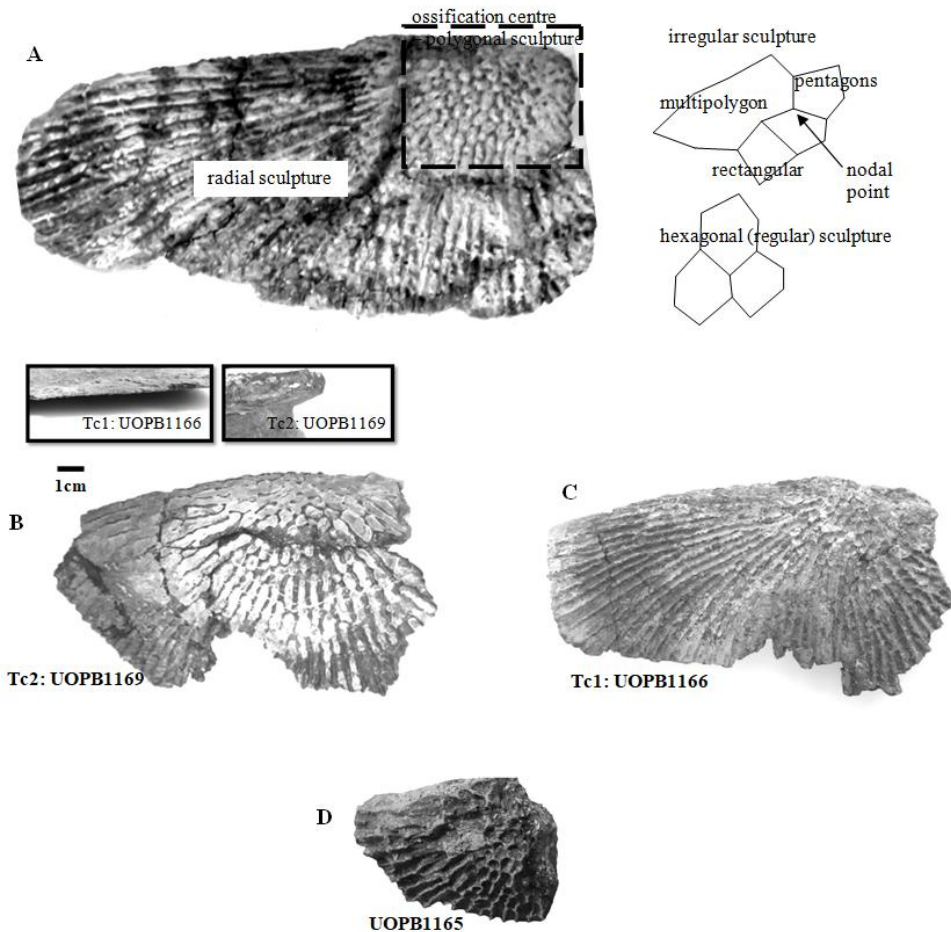 ossification centre
- polygonal sculpture
A
radial sculpture
irregular sculpture
pentagons
multipolygon
rectangular
nodal
point
hexagonal (regular) sculpture
Tc1: UOPB1166
Tc2: UOPB1169
1cm
B
C
Tc2: UOPB1169
Tc1: UOPB1166
D
UOPB1165